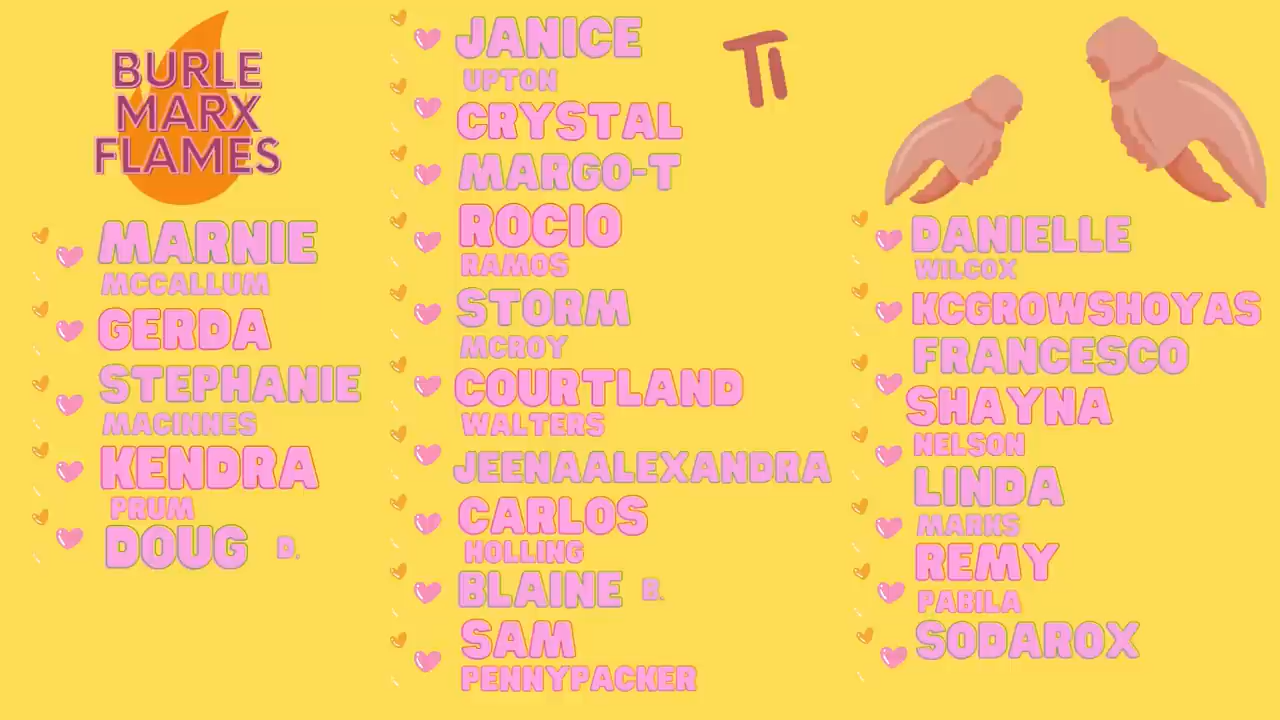 BURLE
MARX
FLAMES
MARNIE
MCCALLUM
GERDA
STEPHANIE
MACINNES
KENDRA
PRUM
DOUG D.
JANICE
UPTON
CRYSTAL
MARGO-T
ROCIO
RAMOS
STORM
MCROY
COURTLAND
WALTERS
JEENAALEXANDRA
CARLOS
HOLLING
BLAINE B.
SAM
PENNYPACKER
TI
DANIELLE
WILCOX
KCGROWSHOYAS
FRANCESCO
SHAYNA
NELSON
LINDA
MARKS
REMY
PABILA
SODAROX